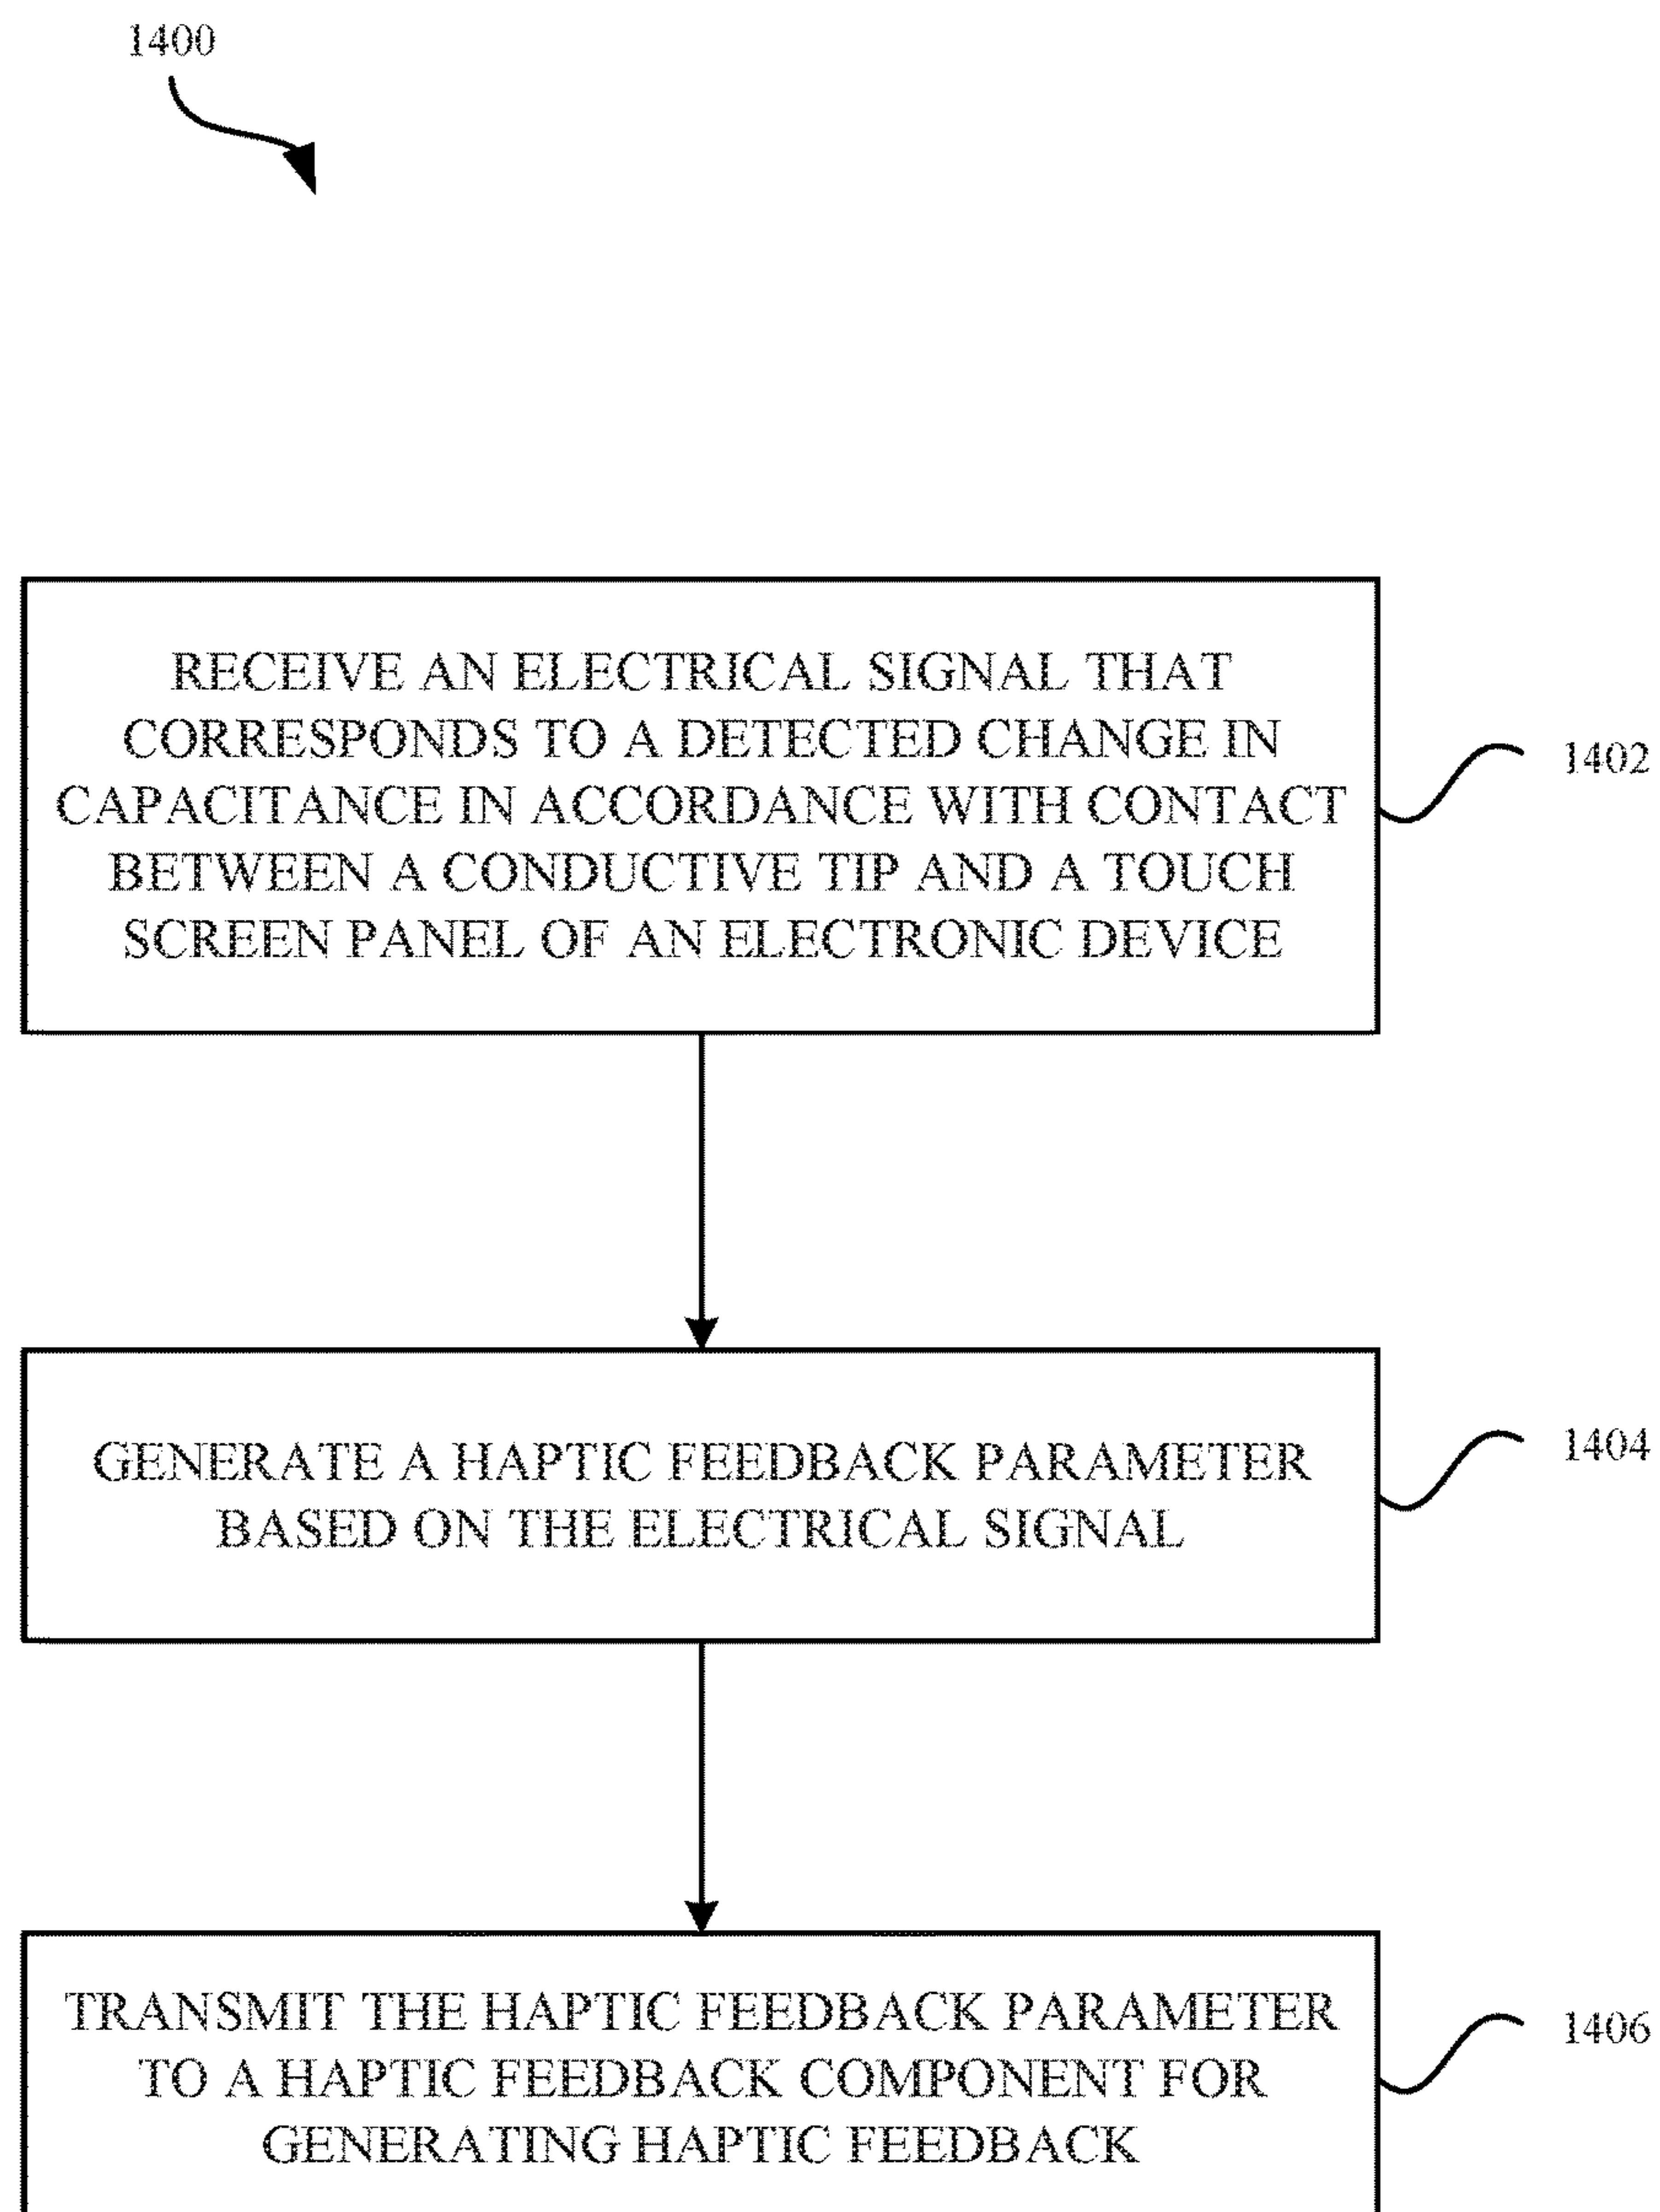 1400
RECEIVE AN ELECTRICAL SIGNAL THAT
CORRESPONDS TO A DETECTED CHANGE IN
CAPACITANCE IN ACCORDANCE WITH CONTACT
BETWEEN A CONDUCTIVE TIP AND A TOUCH
SCREEN PANEL OF AN ELECTRONIC DEVICE
1402
GENERATE A HAPTIC FEEDBACK PARAMETER
BASED ON THE ELECTRICAL SIGNAL
1404
TRANSMIT THE HAPTIC FEEDBACK PARAMETER
TO A HAPTIC FEEDBACK COMPONENT FOR
GENERATING HAPTIC FEEDBACK
1406